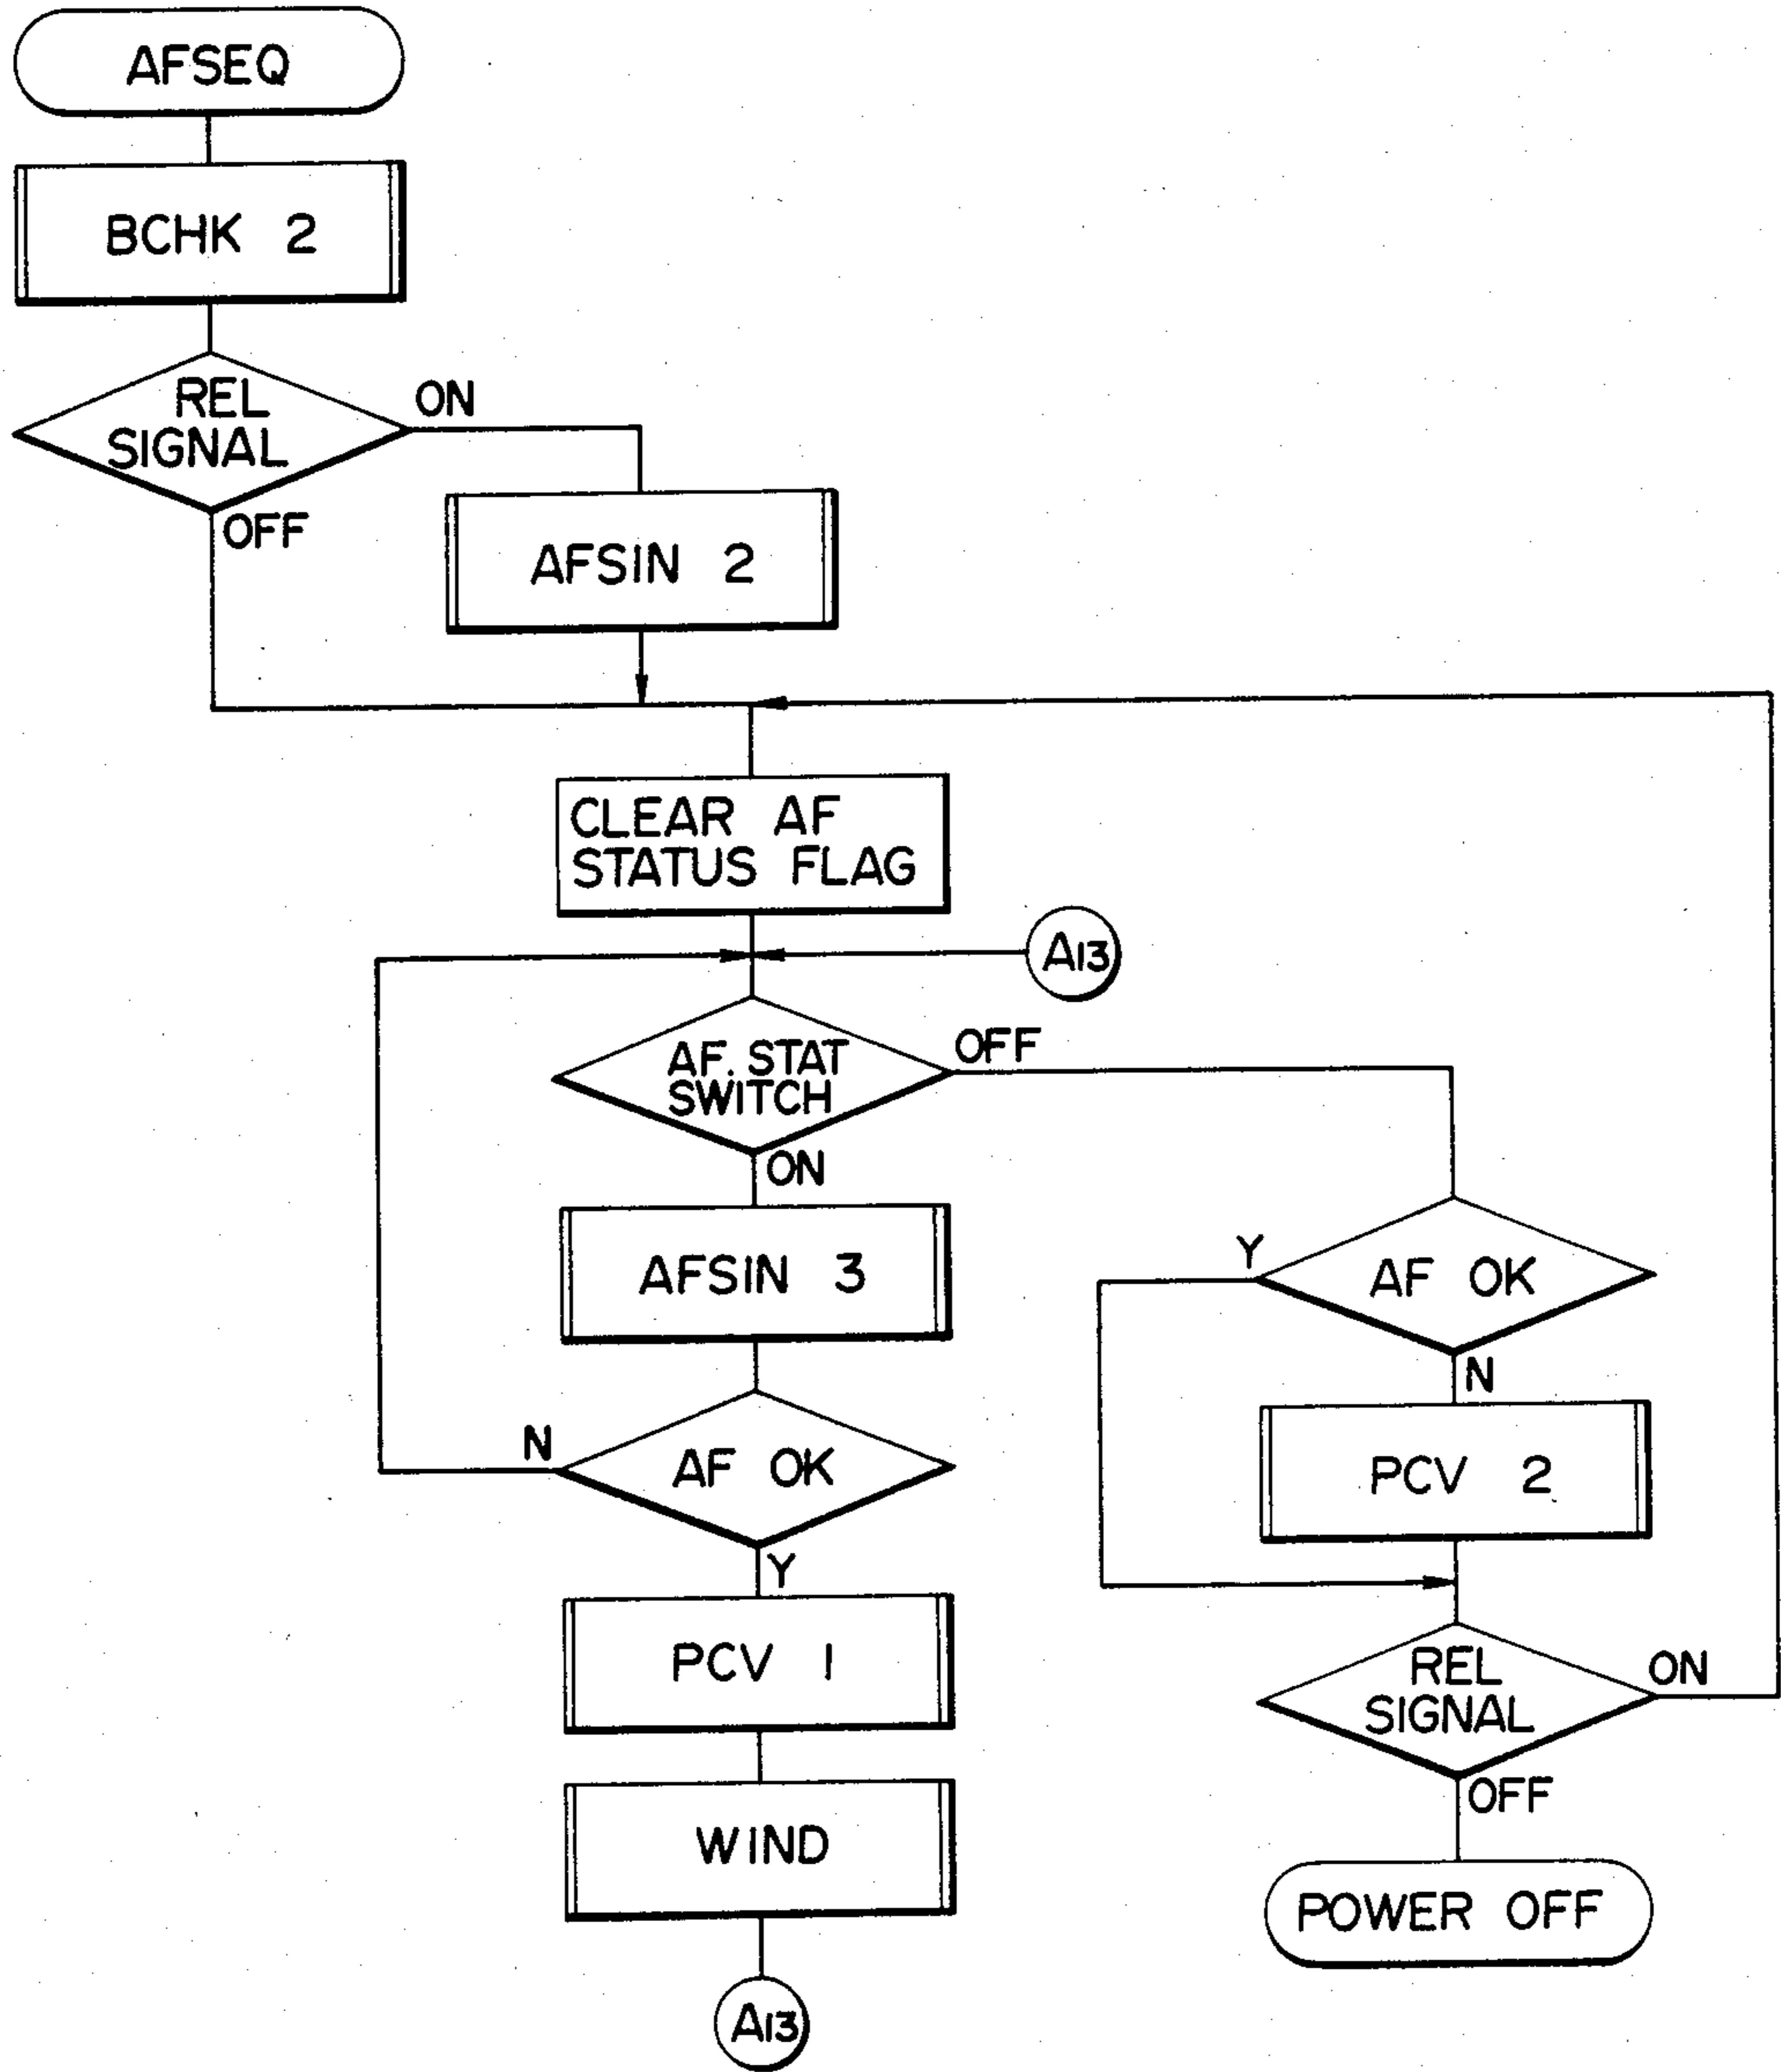 AFSEQ
BCHK 2
REL
SIGNAL
ON
OFF
AFSIN 2
CLEAR AF
STATUS FLAG
A13
AF. STAT
SWITCH
OFF
ON
AFSIN 3
AF OK
N
Y
PCV 1
WIND
A13
AF OK
Y
N
PCV 2
REL
SIGNAL
ON
OFF
POWER OFF